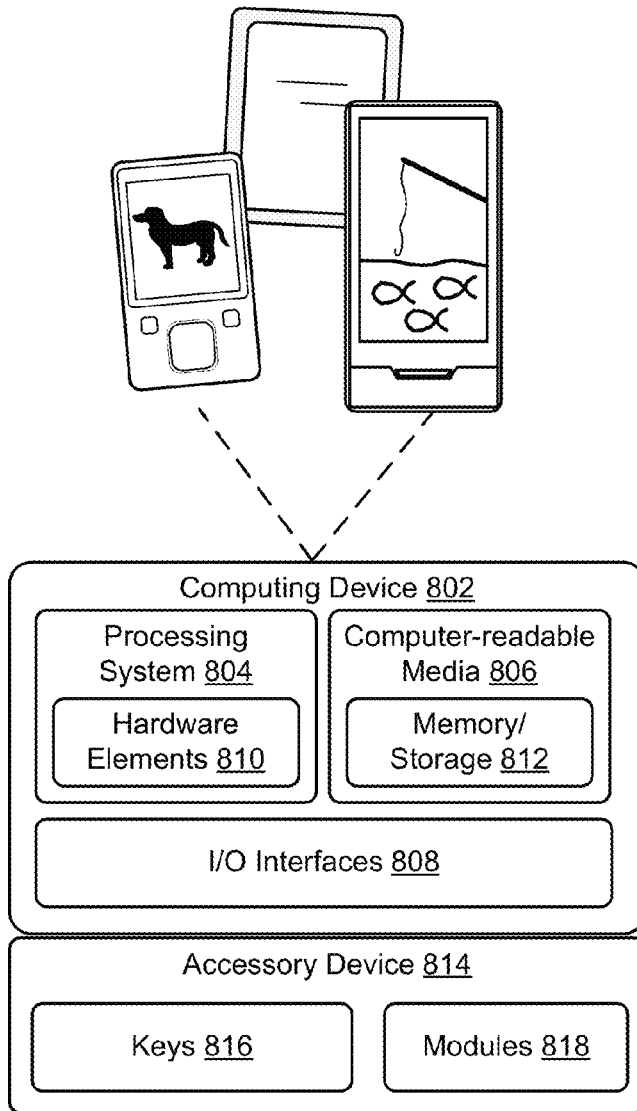 Computing Device 802
Processing
System 804
Computer-readable
Media 806
Hardware
Elements 810
Memory/
Storage 812
I/O Interfaces 808
Accessory Device 814
Keys 816
Modules 818